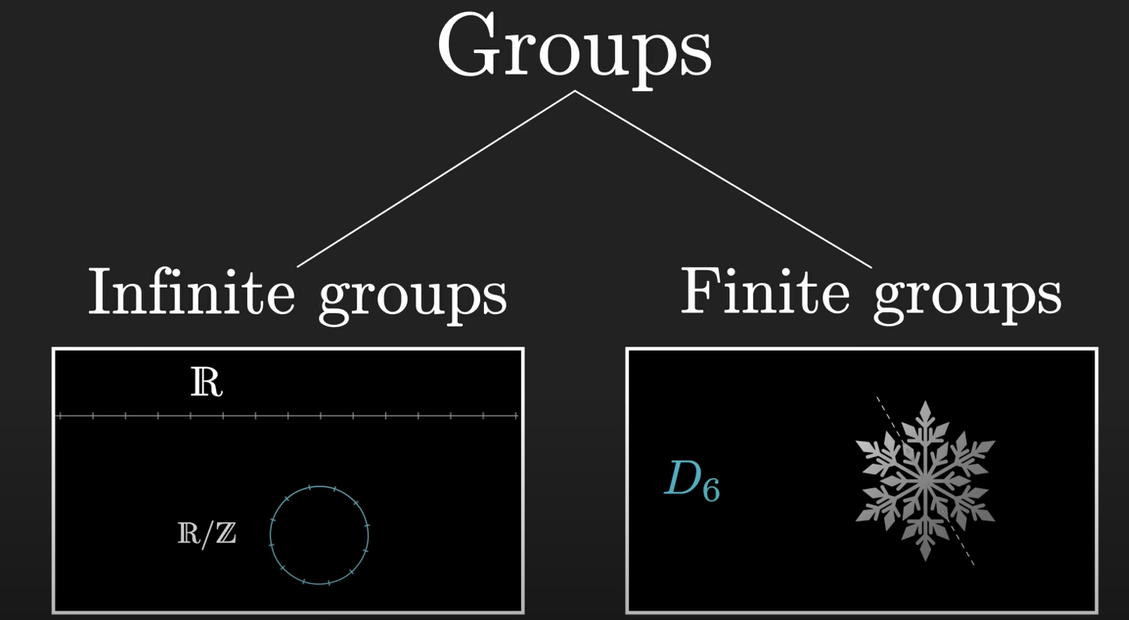 Groups
Infinite groups
Finite groups
ℝ
ℝ/ℤ
D₆